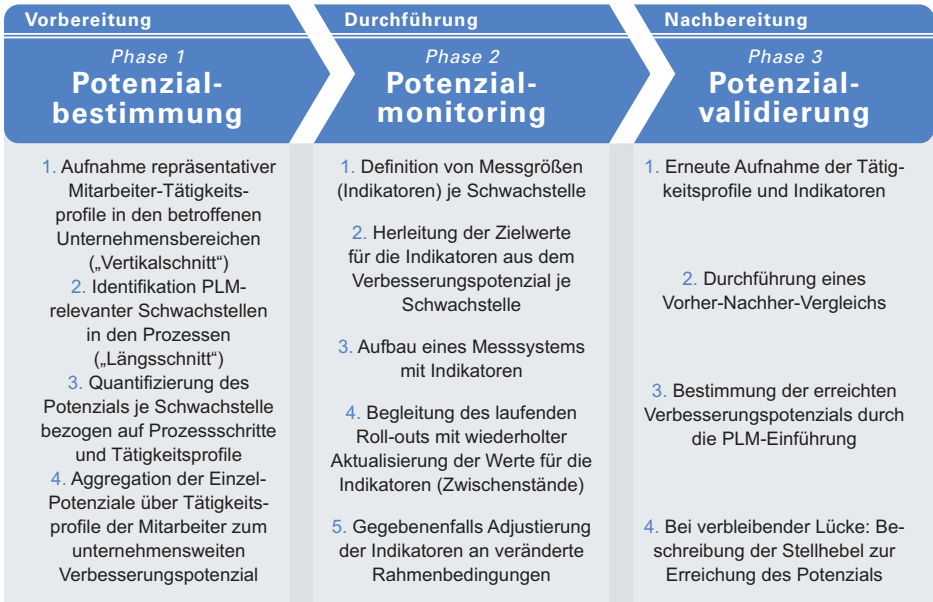 Vorbereitung
Phase 1
Potenzial-
bestimmung
1. Aufnahme repräsentativer
Mitarbeiter-Tätigkeits-
profile in den betroffenen
Unternehmensbereichen
(„Vertikalschnitt“)
2. Identifikation PLM-
relevanter Schwachstellen
in den Prozessen
(„Längsschnitt“)
3. Quantifizierung des
Potenzials je Schwachstelle
bezogen auf Prozessschritte
und Tätigkeitsprofile
4. Aggregation der Einzel-
Potenziale über Tätigkeits-
profile der Mitarbeiter zum
unternehmensweiten
Verbesserungspotenzial
Durchführung
Phase 2
Potenzial-
monitoring
1. Definition von Messgrößen
(Indikatoren) je Schwachstelle
2. Herleitung der Zielwerte
für die Indikatoren aus dem
Verbesserungspotenzial je
Schwachstelle
3. Aufbau eines Messsystems
mit Indikatoren
4. Begleitung des laufenden
Roll-outs mit wiederholter
Aktualisierung der Werte für die
Indikatoren (Zwischenstände)
5. Gegebenenfalls Adjustierung
der Indikatoren an veränderte
Rahmenbedingungen
Nachbereitung
Phase 3
Potenzial-
validierung
1. Erneute Aufnahme der Tätig-
keitsprofile und Indikatoren
2. Durchführung eines
Vorher-Nachher-Vergleichs
3. Bestimmung der erreichten
Verbesserungspotenzials durch
die PLM-Einführung
4. Bei verbleibender Lücke: Be-
schreibung der Stellhebel zur
Erreichung des Potenzials